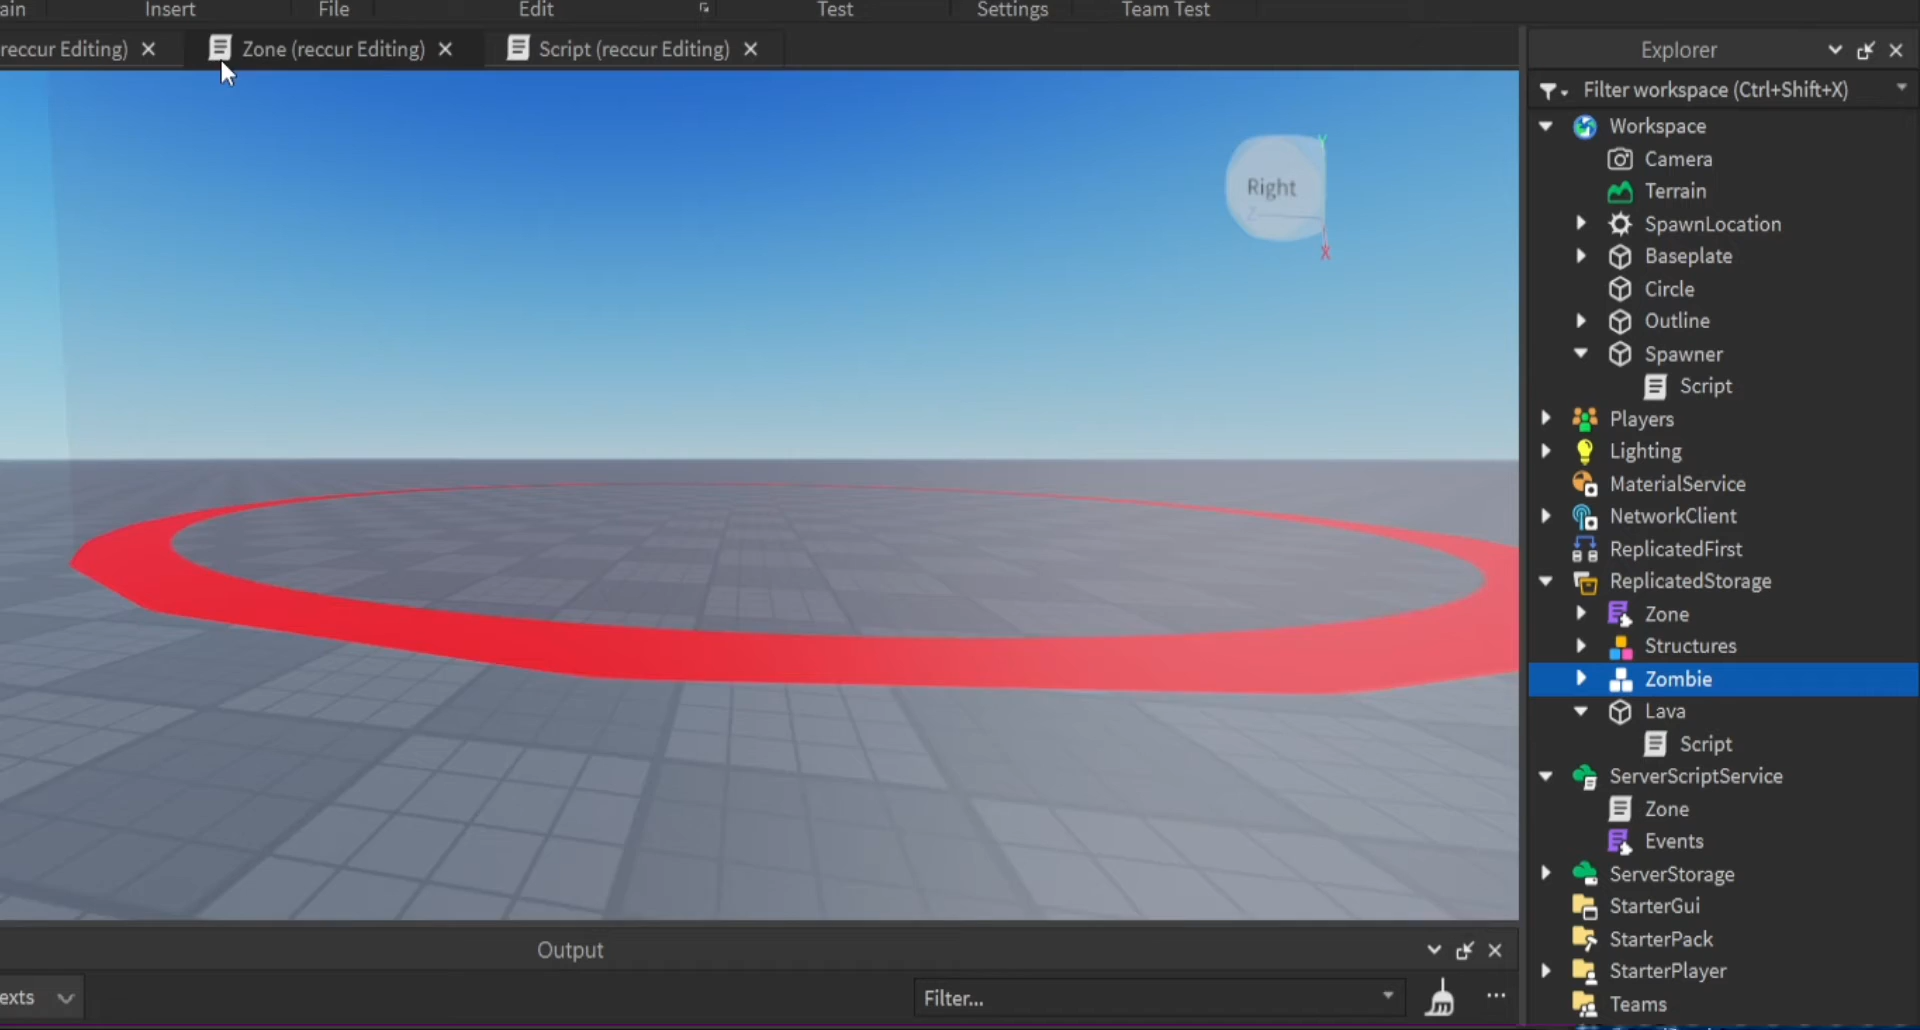 ain Insert File Edit Test Settings Team Test
reccur Editing) Zone (reccur Editing) Script (reccur Editing) Explorer
Filter workspace (Ctrl+Shift+X)
Workspace
Camera
Terrain
SpawnLocation
Baseplate
Circle
Outline
Spawner
Script
Players
Lighting
MaterialService
NetworkClient
ReplicatedFirst
ReplicatedStorage
Zone
Structures
Zombie
Lava
Script
ServerScriptService
Zone
Events
ServerStorage
StarterGui
StarterPack
StarterPlayer
Teams
Y
Right
Z
X
Output
exts Filter...